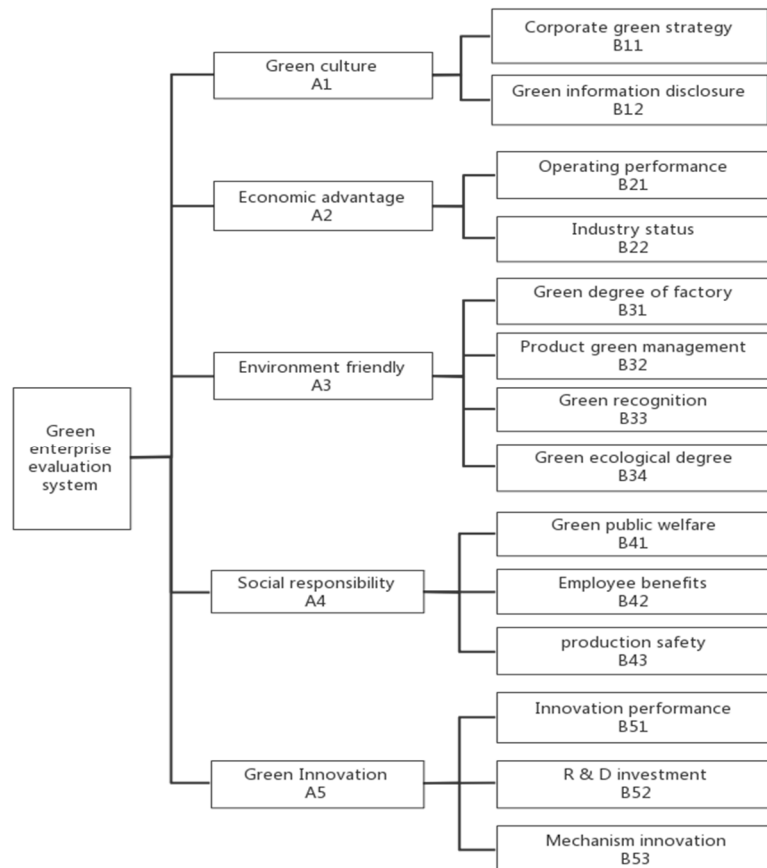 Green
enterprise
evaluation
system
Green culture
A1
Corporate green strategy
B11
Green information disclosure
B12
Economic advantage
A2
Operating performance
B21
Industry status
B22
Environment friendly
A3
Green degree of factory
B31
Product green management
B32
Green recognition
B33
Green ecological degree
B34
Social responsibility
A4
Green public welfare
B41
Employee benefits
B42
production safety
B43
Green Innovation
A5
Innovation performance
B51
R & D investment
B52
Mechanism innovation
B53